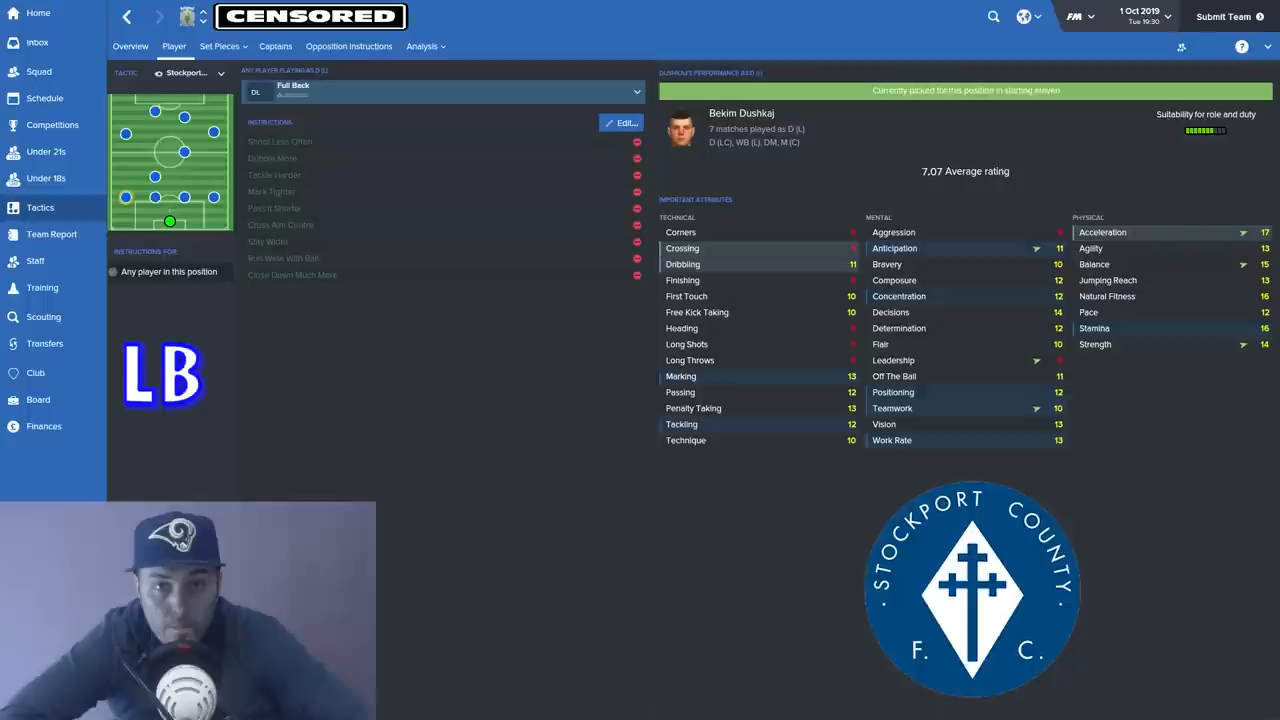 Home
CENSORED
FM
1 Oct 2019
Tue 19:30
Submit Team
Inbox
Overview
Player
Set Pieces
Captains
Opposition Instructions
Analysis
?
Squad
Schedule
Competitions
Under 21s
Under 18s
Tactics
Team Report
Staff
Training
Scouting
Transfers
Club
Board
Finances
TACTIC
Stockport...
INSTRUCTIONS FOR
Any player in this position
LB
ANY PLAYER PLAYING AS D (L)
DL
Full Back
INSTRUCTIONS
Edit...
Shoot Less Often
Dribble More
Tackle Harder
Mark Tighter
Pass It Shorter
Cross Aim Centre
Stay Wider
Run Wide With Ball
Close Down Much More
DUSHKAJ'S PERFORMANCE AS D (L)
Currently picked for this position in starting eleven
Bekim Dushkaj
7 matches played as D (L)
D (LC), WB (L), DM, M (C)
Suitability for role and duty
7.07 Average rating
IMPORTANT ATTRIBUTES
TECHNICAL
Corners
Crossing
Dribbling 11
Finishing
First Touch 10
Free Kick Taking 10
Heading
Long Shots
Long Throws
Marking 13
Passing 12
Penalty Taking 13
Tackling 12
Technique 10
MENTAL
Aggression
Anticipation 11
Bravery 10
Composure 12
Concentration 12
Decisions 14
Determination 12
Flair 10
Leadership
Off The Ball 11
Positioning 12
Teamwork 10
Vision 13
Work Rate 13
PHYSICAL
Acceleration 17
Agility 13
Balance 15
Jumping Reach 13
Natural Fitness 16
Pace 12
Stamina 16
Strength 14
STOCKPORT COUNTY
F. C.